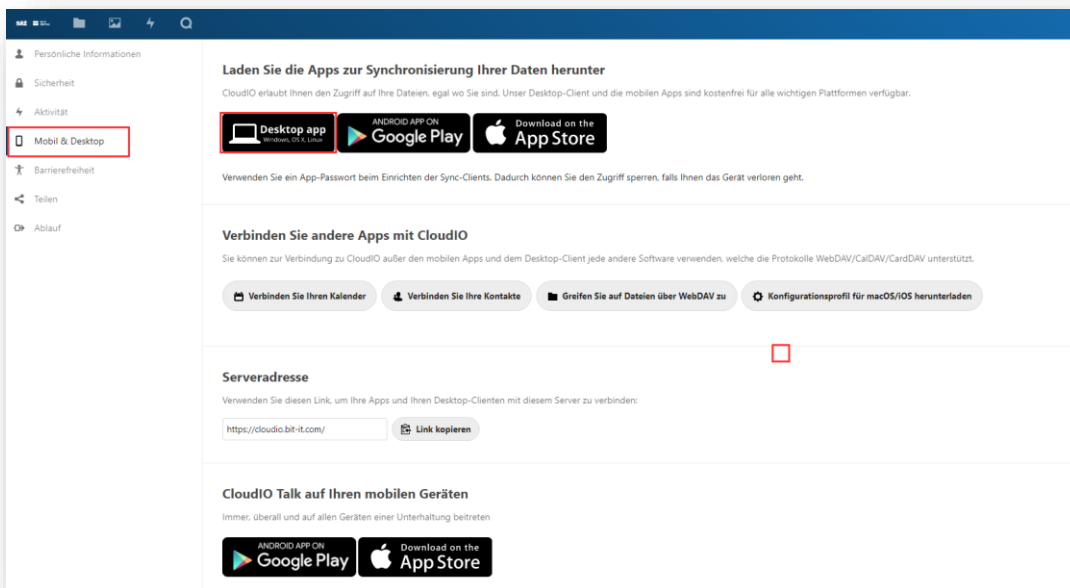 Persönliche Informationen
Sicherheit
Aktivität
Mobil & Desktop
Barrierefreiheit
Teilen
Ablauf
Laden Sie die Apps zur Synchronisierung Ihrer Daten herunter
CloudIO erlaubt Ihnen den Zugriff auf Ihre Dateien, egal wo Sie sind. Unser Desktop-Client und die mobilen Apps sind kostenfrei für alle wichtigen Plattformen verfügbar.
Desktop app
Windows, OS X, Linux
ANDROID APP ON
Google Play
Download on the
App Store
Verwenden Sie ein App-Passwort beim Einrichten der Sync-Clients. Dadurch können Sie den Zugriff sperren, falls Ihnen das Gerät verloren geht.
Verbinden Sie andere Apps mit CloudIO
Sie können zur Verbindung zu CloudIO außer den mobilen Apps und dem Desktop-Client jede andere Software verwenden, welche die Protokolle WebDAV/CalDAV/CardDAV unterstützt.
Verbinden Sie Ihren Kalender
Verbinden Sie Ihre Kontakte
Greifen Sie auf Dateien über WebDAV zu
Konfigurationsprofil für macOS/iOS herunterladen
Serveradresse
Verwenden Sie diesen Link, um Ihre Apps und Ihren Desktop-Clienten mit diesem Server zu verbinden:
https://cloudio.bit-it.com/
Link kopieren
CloudIO Talk auf Ihren mobilen Geräten
Immer, überall und auf allen Geräten einer Unterhaltung beitreten
ANDROID APP ON
Google Play
Download on the
App Store